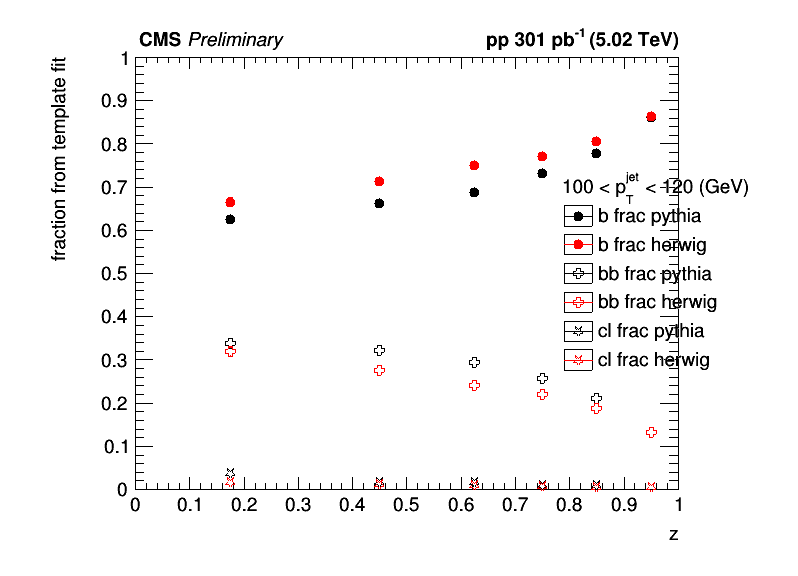 CMS Preliminary
pp 301 pb-1 (5.02 TeV)
fraction from template fit
1
0.9
0.8
0.7
0.6
0.5
0.4
0.3
0.2
0.1
0
100 < pTjet < 120 (GeV)
b frac pythia
b frac herwig
bb frac pythia
bb frac herwig
cl frac pythia
cl frac herwig
0 0.1 0.2 0.3 0.4 0.5 0.6 0.7 0.8 0.9 1
z